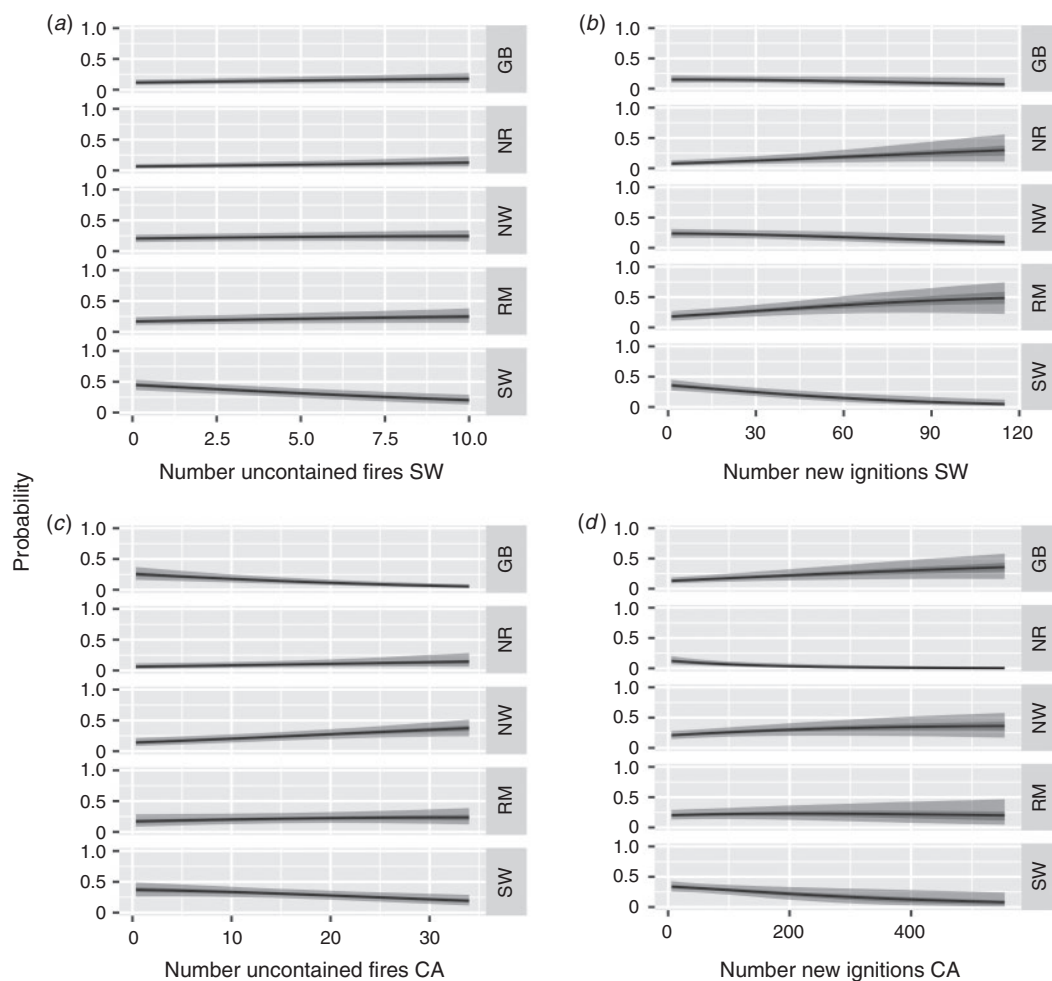 (a)
1.0
0.5
0
GB
1.0
0.5
0
NR
1.0
0.5
0
NW
1.0
0.5
0
RM
1.0
0.5
0
SW
0 2.5 5.0 7.5 10.0
Number uncontained fires SW
(b)
1.0
0.5
0
GB
1.0
0.5
0
NR
1.0
0.5
0
NW
1.0
0.5
0
RM
1.0
0.5
0
SW
0 30 60 90 120
Number new ignitions SW
Probability
(c)
1.0
0.5
0
GB
1.0
0.5
0
NR
1.0
0.5
0
NW
1.0
0.5
0
RM
1.0
0.5
0
SW
0 10 20 30
Number uncontained fires CA
(d)
1.0
0.5
0
GB
1.0
0.5
0
NR
1.0
0.5
0
NW
1.0
0.5
0
RM
1.0
0.5
0
SW
0 200 400
Number new ignitions CA